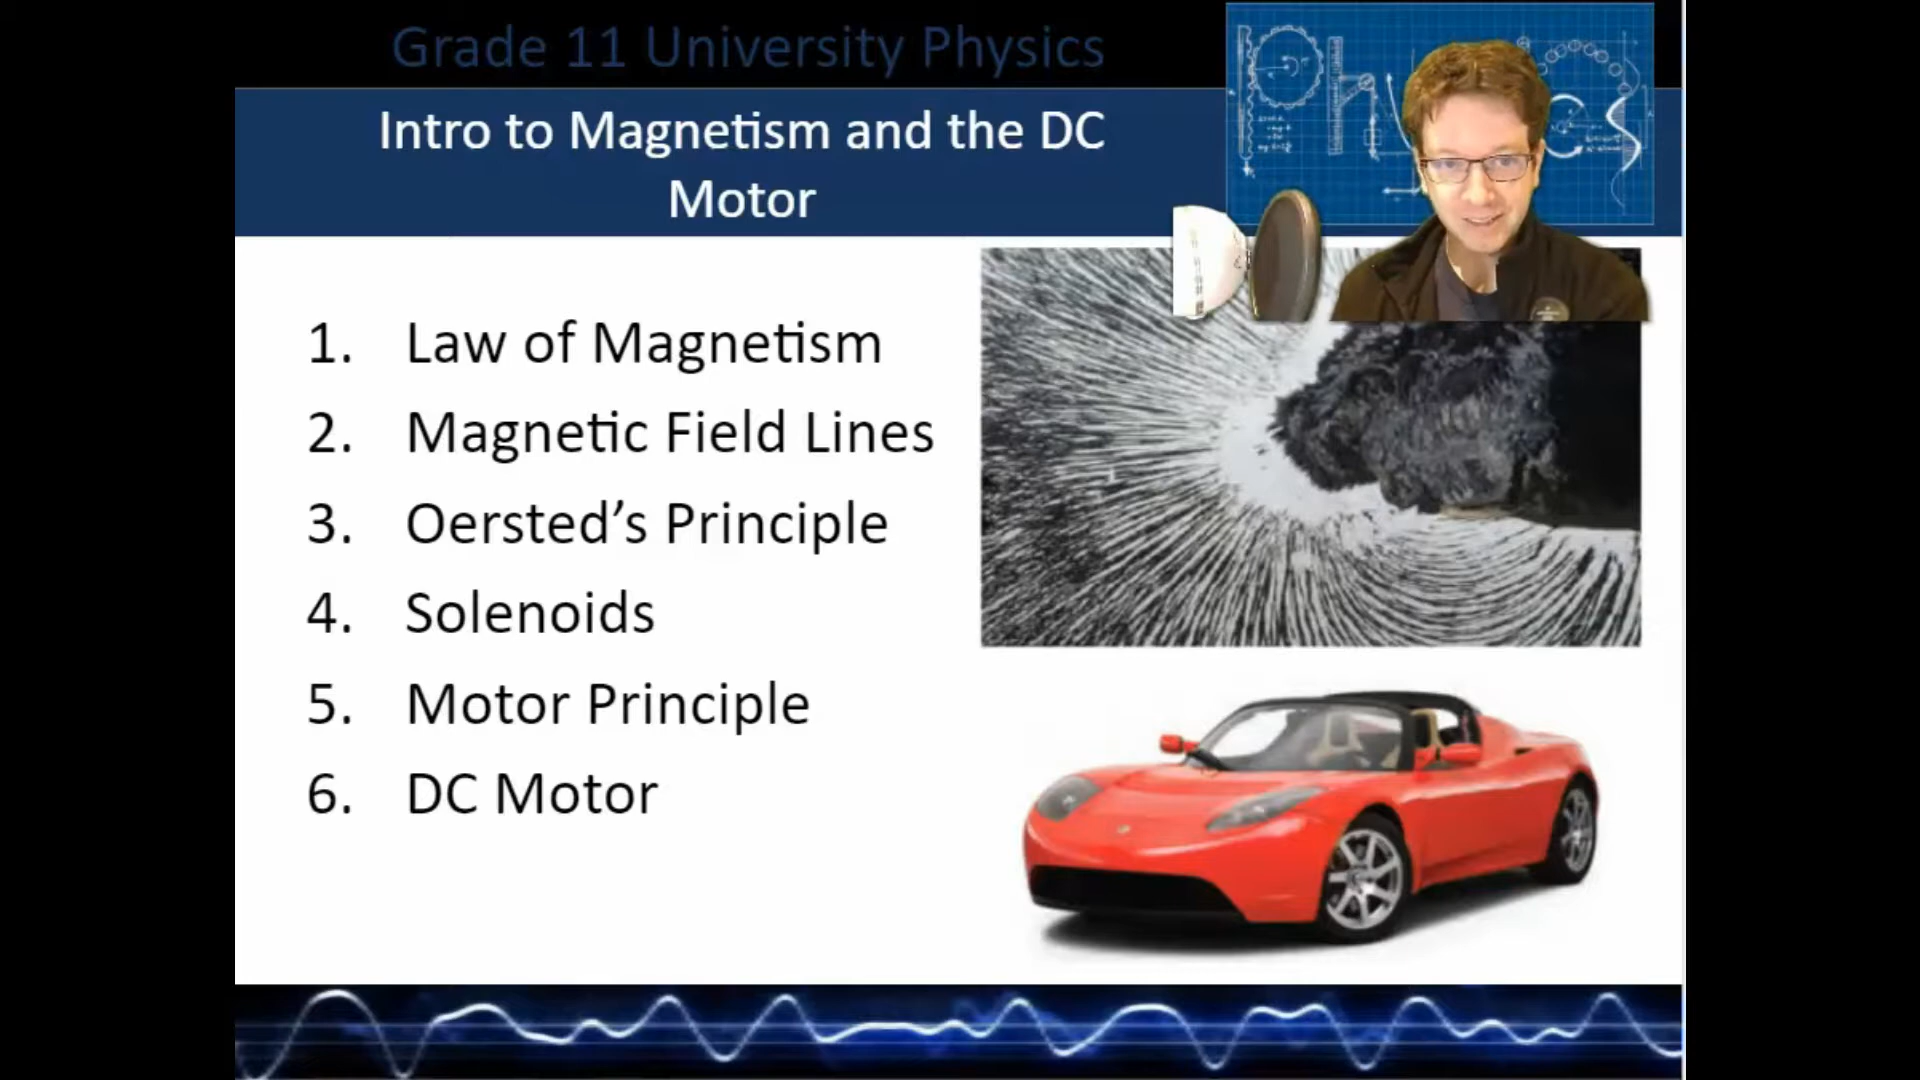 Grade 11 University Physics
Intro to Magnetism and the DC
Motor
1. Law of Magnetism
2. Magnetic Field Lines
3. Oersted’s Principle
4. Solenoids
5. Motor Principle
6. DC Motor